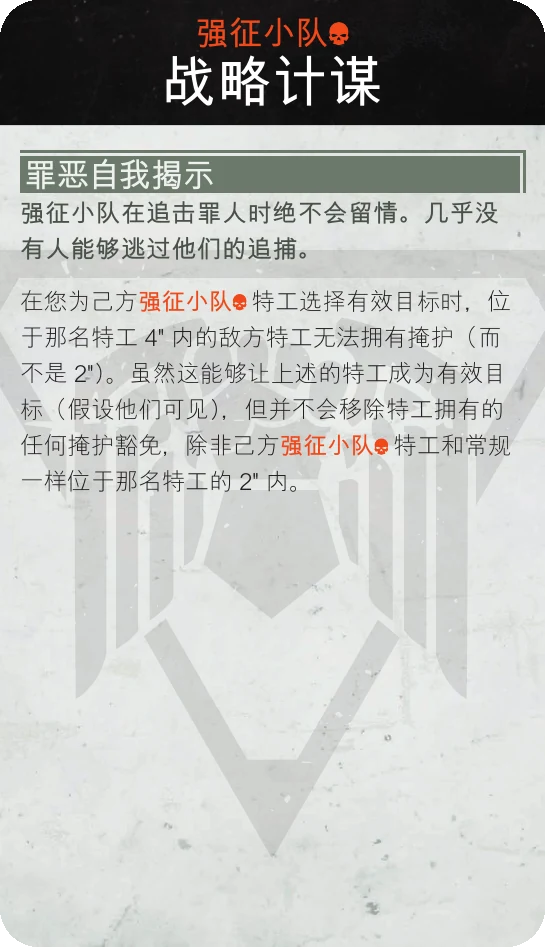 强征小队
战略计谋
罪恶自我揭示
强征小队在追击罪人时绝不会留情。几乎没
有人能够逃过他们的追捕。
在您为己方强征小队特工选择有效目标时，位
于那名特工 4" 内的敌方特工无法拥有掩护（而
不是 2"）。虽然这能够让上述的特工成为有效目
标（假设他们可见），但并不会移除特工拥有的
任何掩护豁免，除非己方强征小队特工和常规
一样位于那名特工的 2" 内。